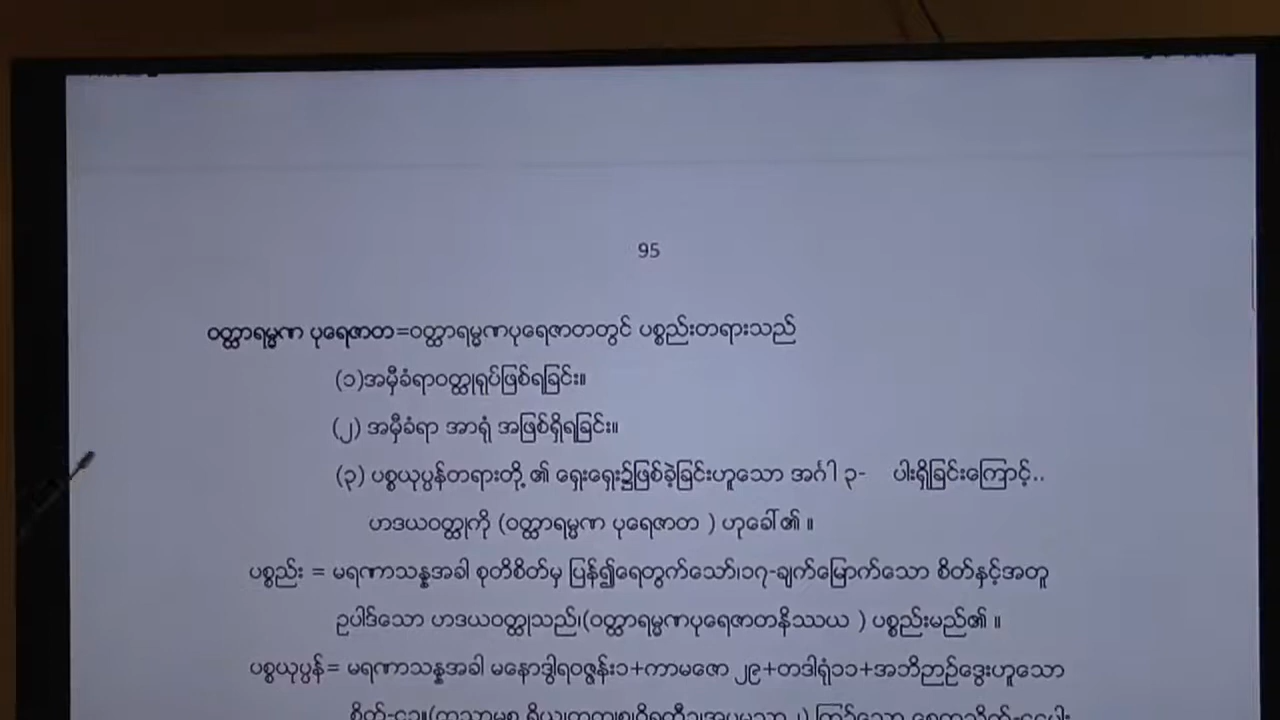 95
ဝတ္ထာရမ္မဏ ပုရေဇာတ=ဝတ္ထာရမ္မဏပုရေဇာတတွင် ပစ္စည်းတရားသည်
(၁)အမှီခံရာဝတ္ထုရုပ်ဖြစ်ရခြင်း။
(၂) အမှီခံရာ အာရုံ အဖြစ်ရှိရခြင်း။
(၃) ပစ္စယုပ္ပန်တရားတို့ ၏ ရှေးရှေး၌ဖြစ်ခဲ့ခြင်းဟူသော အင်္ဂါ ၃- ပါးရှိခြင်းကြောင့်..
ဟဒယဝတ္ထုကို (ဝတ္ထာရမ္မဏ ပုရေဇာတ ) ဟုခေါ်၏ ။
ပစ္စည်း = မရဏာသန္နအခါ စုတိစိတ်မှ ပြန်၍ရေတွက်သော်၊၁၇-ချက်မြောက်သော စိတ်နှင့်အတူ
ဥပါဒ်သော ဟဒယဝတ္ထုသည်၊(ဝတ္ထာရမ္မဏပုရေဇာတနိဿယ ) ပစ္စည်းမည်၏ ။
ပစ္စယုပ္ပန်= မရဏာသန္နအခါ မနောဒွါရဝဇ္ဇန်း၁+ကာမဇော ၂၉+တဒါရုံ၁၁+အဘိညာဉ်ဒွေးဟူသော